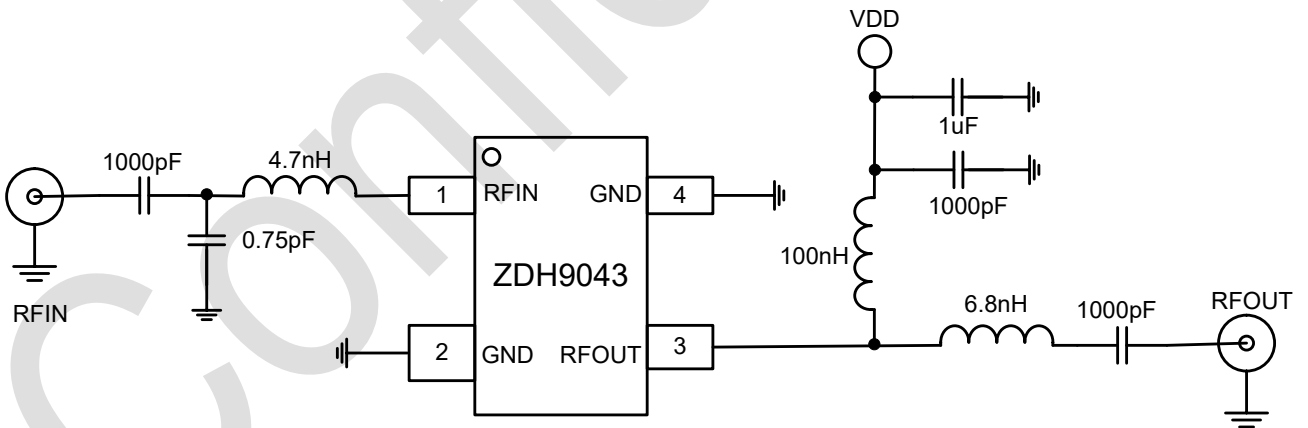 VDD
1uF
1000pF
4.7nH
1
RFIN
GND
4
1000pF
0.75pF
100nH
ZDH9043
RFIN
6.8nH
1000pF
RFOUT
2
GND
RFOUT
3